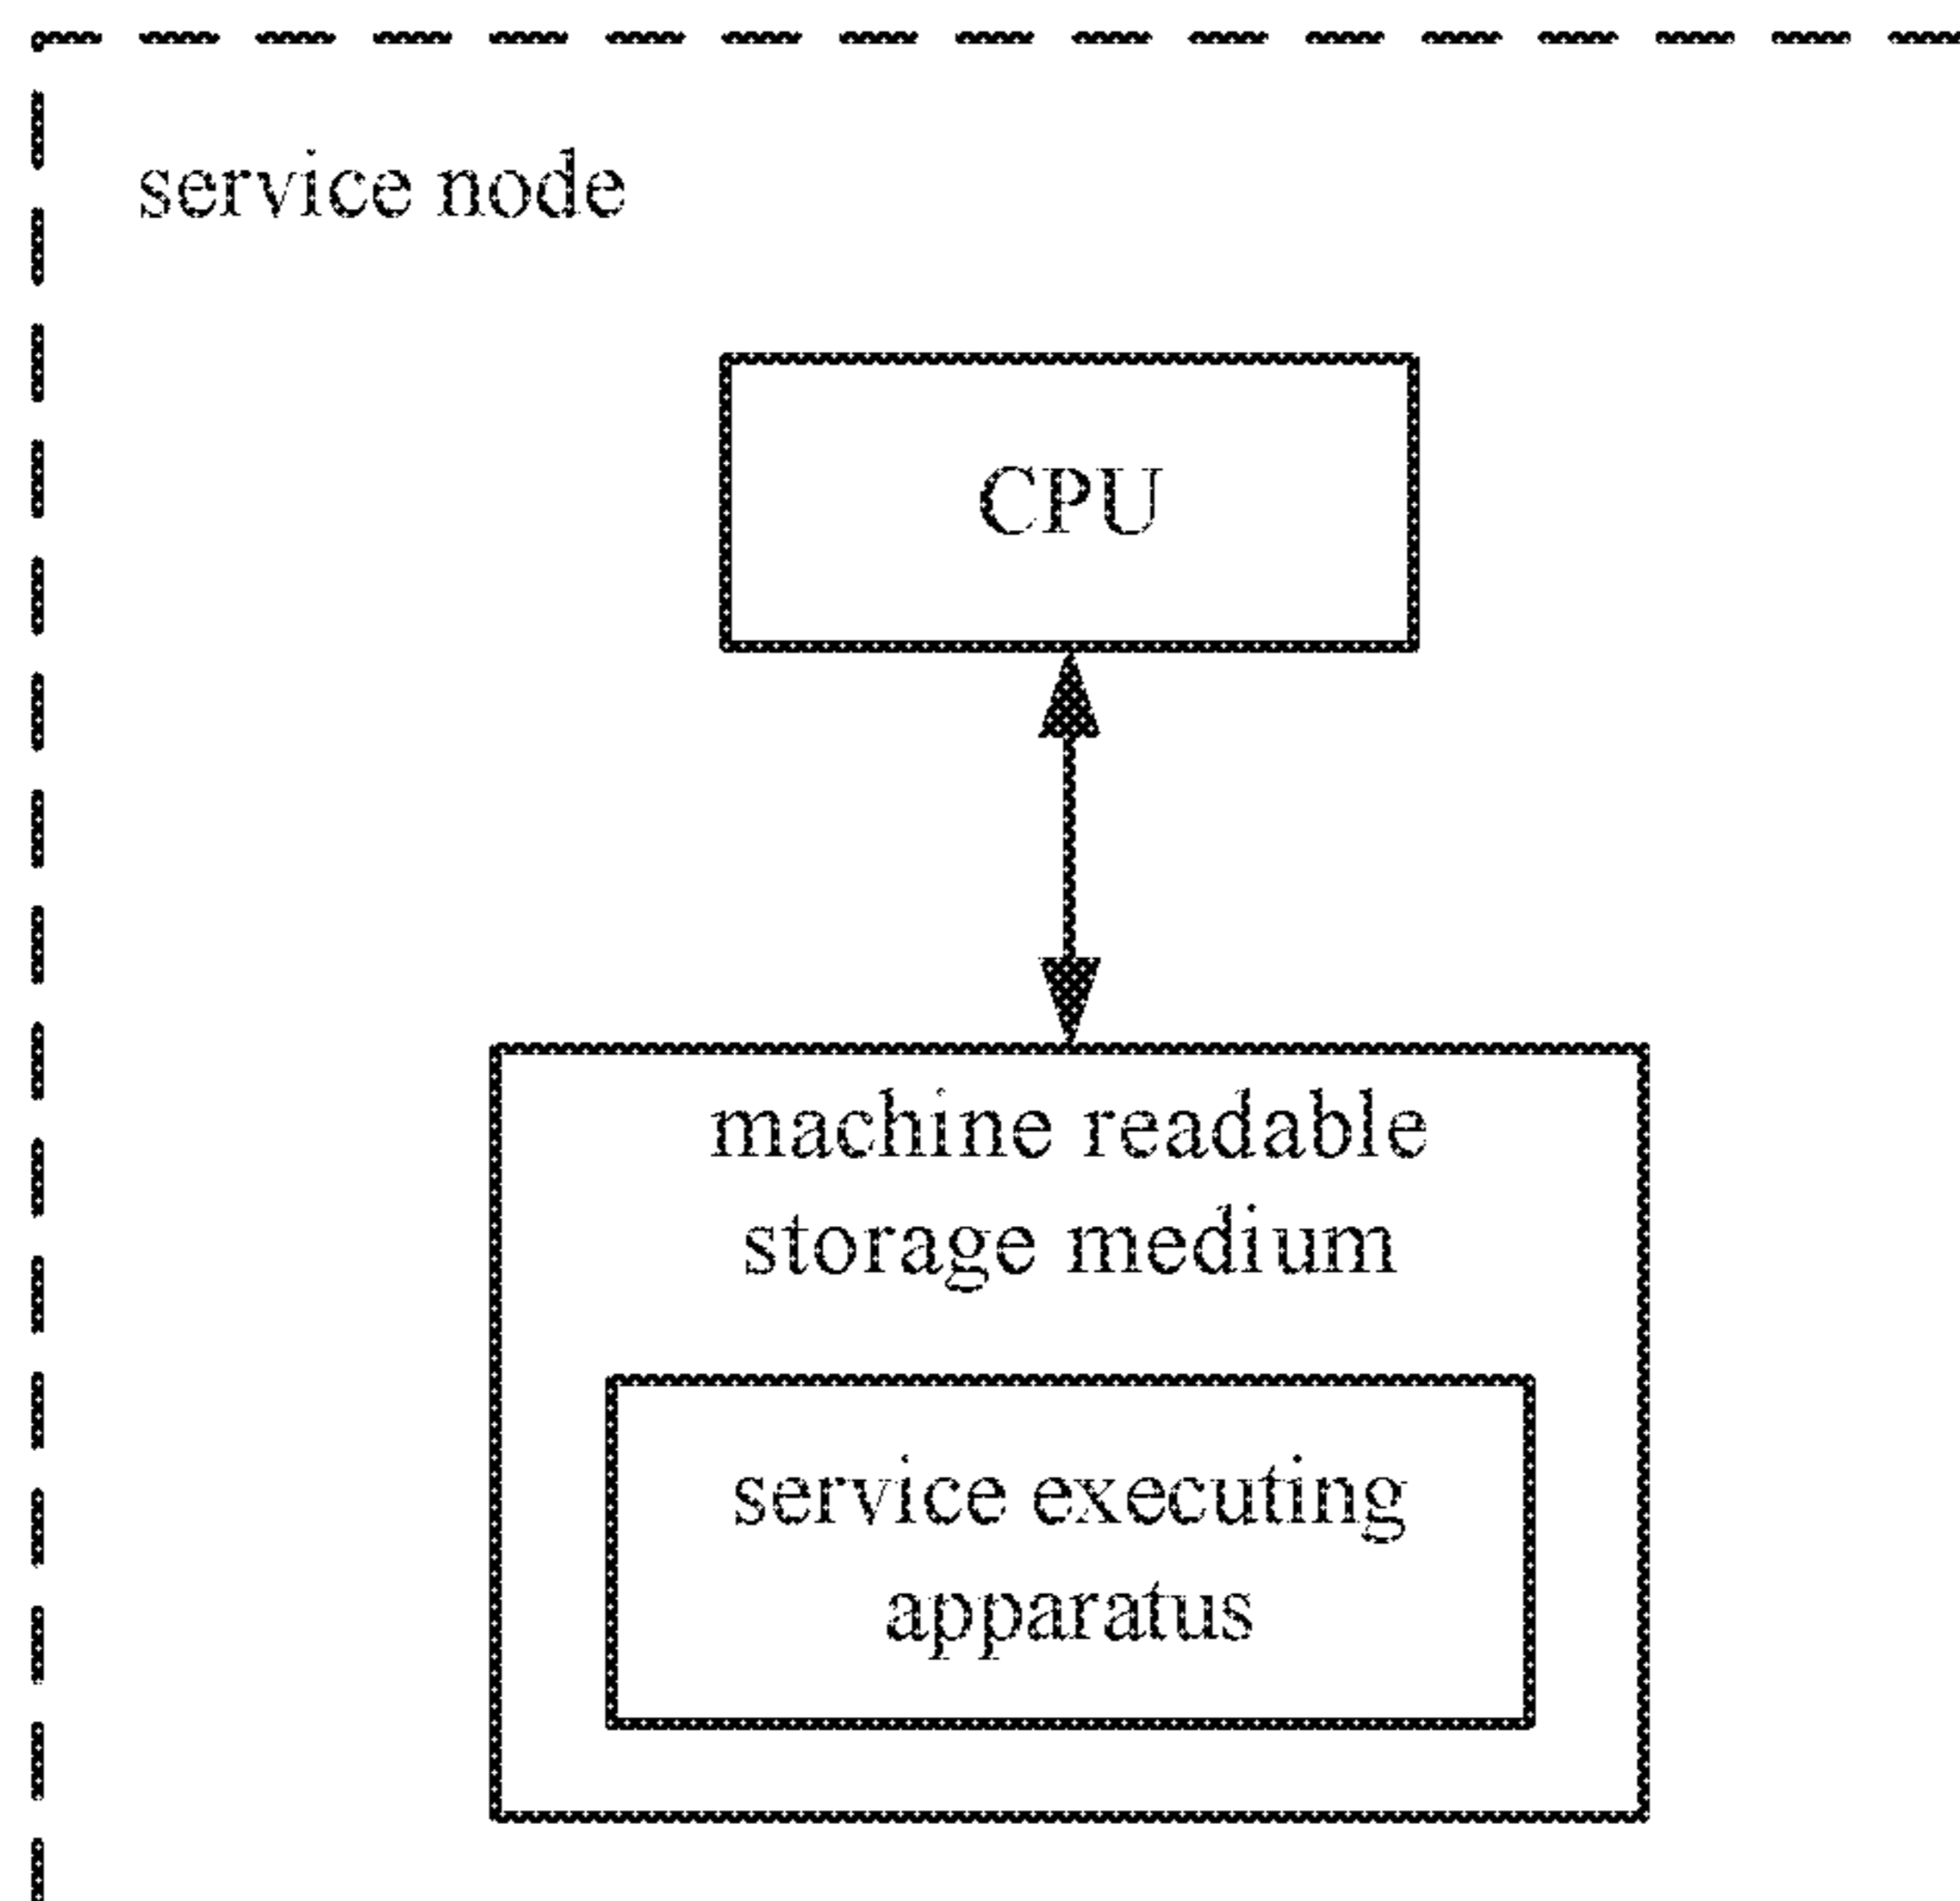 service node
CPU
machine readable
storage medium
service executing
apparatus